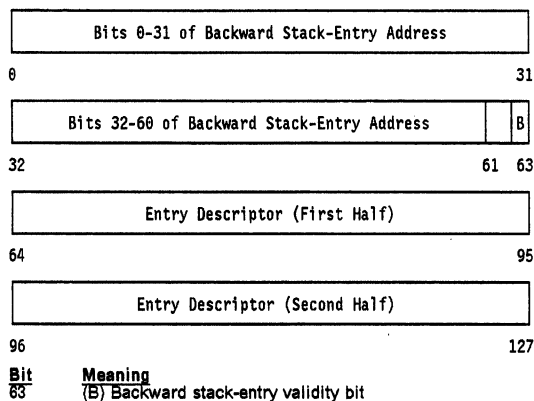 Bits 0-31 of Backward Stack-Entry Address
0 31
Bits 32-60 of Backward Stack-Entry Address B
32 61 63
Entry Descriptor (First Half)
64 95
Entry Descriptor (Second Half)
96 127
Bit Meaning
63 (B) Backward stack-entry validity bit